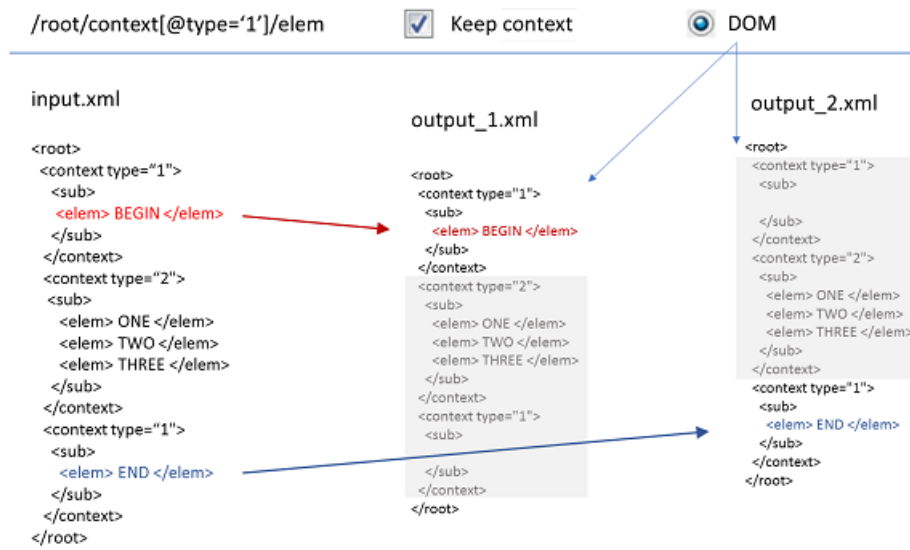 /root/context[@type=‘1’]/elem
Keep context
DOM
input.xml
<root>
<context type=“1">
<sub>
<elem> BEGIN </elem>
</sub>
</context>
<context type=“2">
<sub>
<elem> ONE </elem>
<elem> TWO </elem>
<elem> THREE </elem>
</sub>
</context>
<context type=“1">
<sub>
<elem> END </elem>
</sub>
</context>
</root>
output_1.xml
<root>
<context type="1">
<sub>
<elem> BEGIN </elem>
</sub>
</context>
<context type="2">
<sub>
<elem> ONE </elem>
<elem> TWO </elem>
<elem> THREE </elem>
</sub>
</context>
<context type="1">
<sub>
</sub>
</context>
</root>
output_2.xml
<root>
<context type="1">
<sub>
</sub>
</context>
<context type="2">
<sub>
<elem> ONE </elem>
<elem> TWO </elem>
<elem> THREE </elem>
</sub>
</context>
<context type="1">
<sub>
<elem> END </elem>
</sub>
</context>
</root>